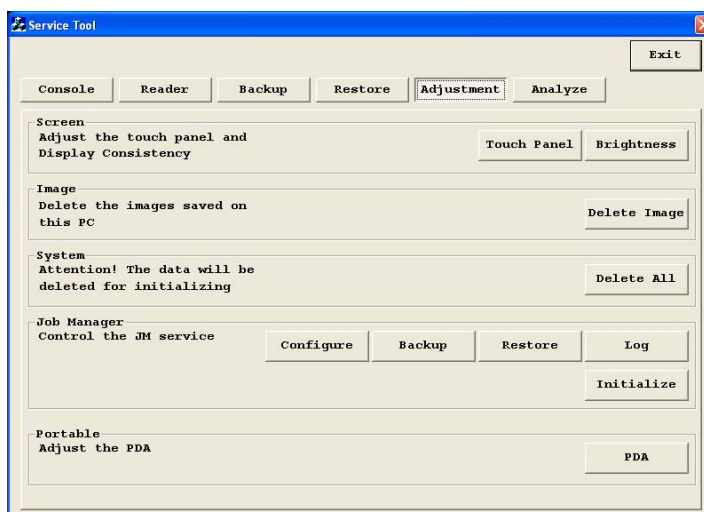 Service Tool
Exit
Console Reader Backup Restore Adjustment Analyze
Screen
Adjust the touch panel and
Display Consistency
Touch Panel Brightness
Image
Delete the images saved on
this PC
Delete Image
System
Attention! The data will be
deleted for initializing
Delete All
Job Manager
Control the JM service
Configure Backup Restore Log
Initialize
Portable
Adjust the PDA
PDA